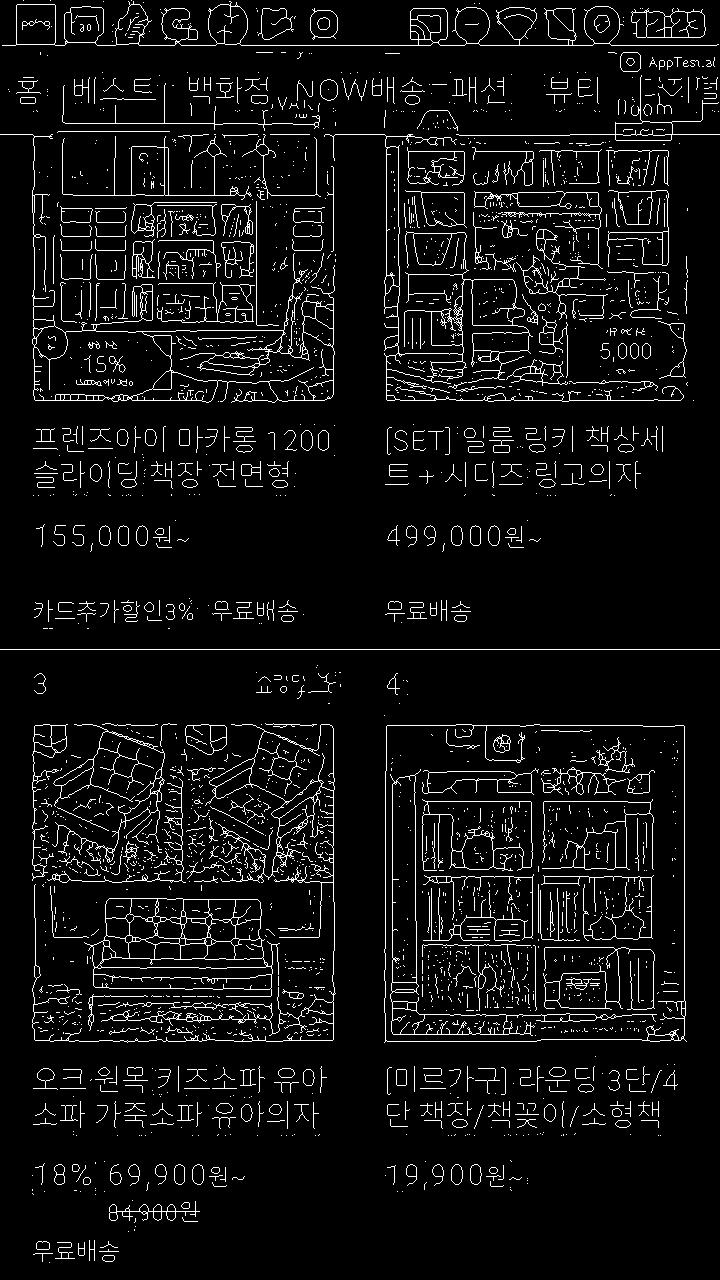 12:23
AppTest.ai
홈 베스트 백화점 NOW배송 패션 뷰티 디지털
iloom
15%
5,000
프렌즈아이 마카롱 1200
슬라이딩 책장 전면형
155,000원~
카드추가할인3% 무료배송
[SET] 일룸 링키 책상세
트 + 시디즈 링고의자
499,000원~
무료배송
3
4
오크 원목 키즈소파 유아
소파 가죽소파 유아의자
18% 69,900원~
84,900원
무료배송
[미르가구] 라운딩 3단/4
단 책장/책꽂이/소형책
19,900원~